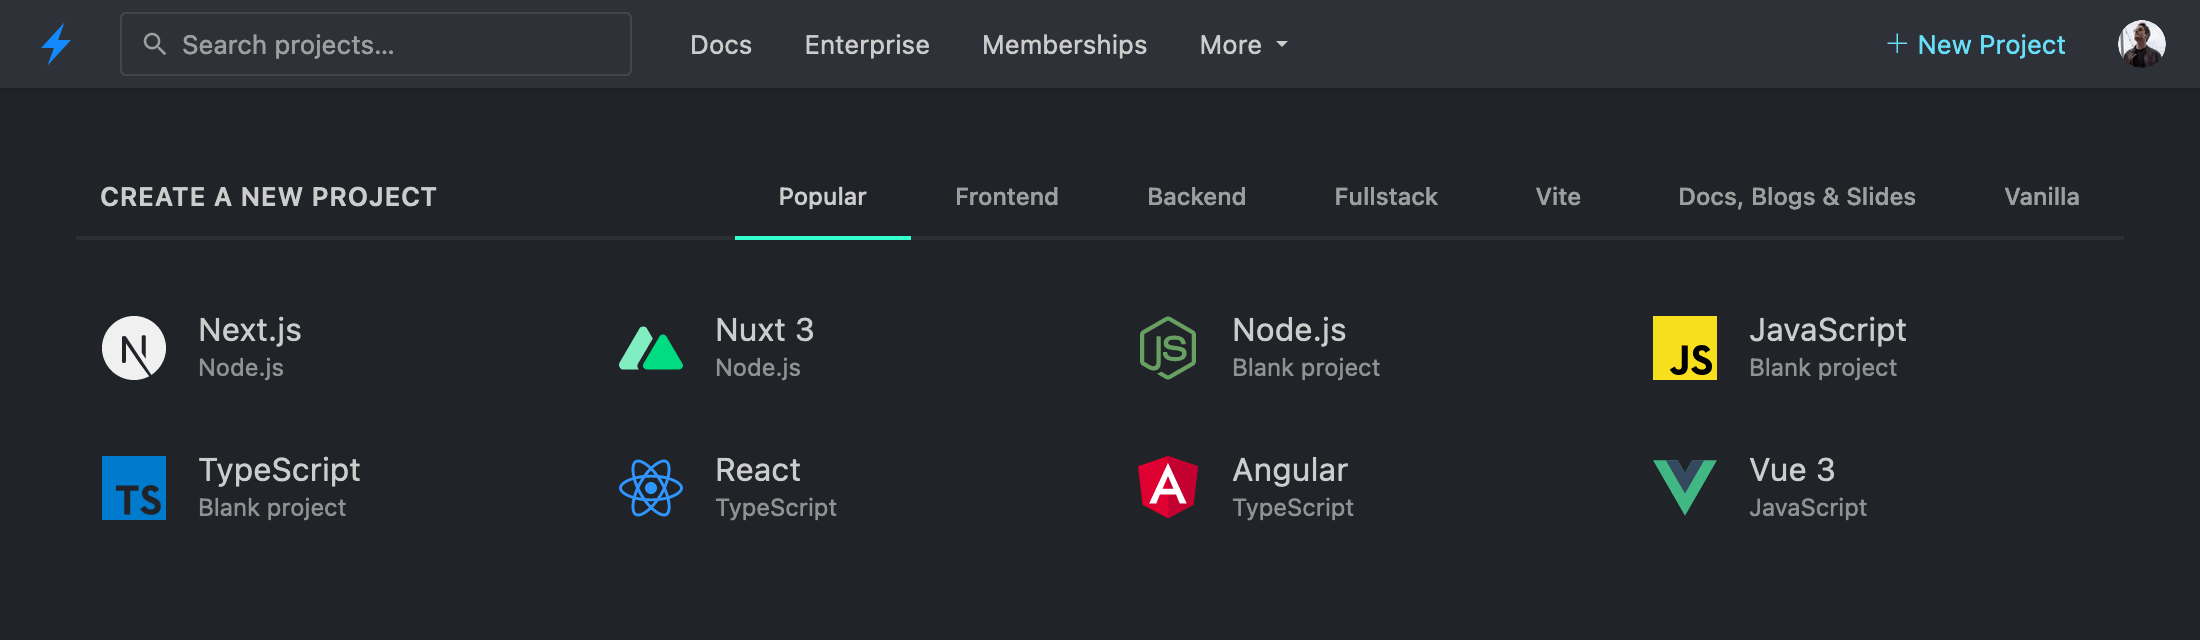 Search projects...
Docs
Enterprise
Memberships
More
New Project
CREATE A NEW PROJECT
Popular
Frontend
Backend
Fullstack
Vite
Docs, Blogs & Slides
Vanilla
N
Next.js
Node.js
Nuxt 3
Node.js
JS
Node.js
Blank project
JS
JavaScript
Blank project
TS
TypeScript
Blank project
React
TypeScript
A
Angular
TypeScript
Vue 3
JavaScript